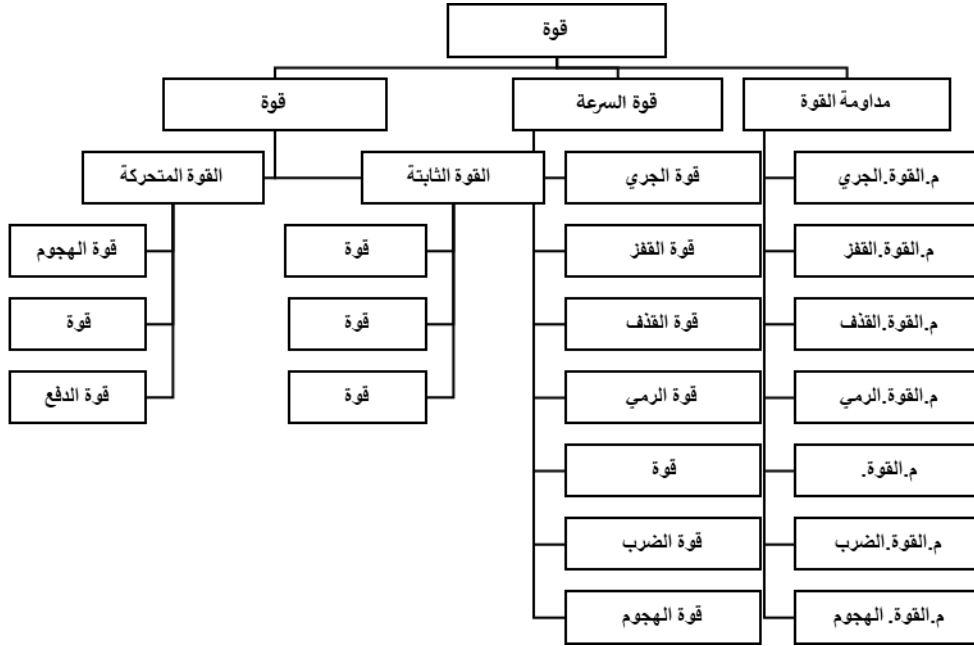 قوة
مداومة القوة
قوة السرعة
قوة
م.القوة.الجري
قوة الجري
القوة الثابتة
القوة المتحركة
م.القوة.القفز
قوة القفز
قوة
قوة الهجوم
م.القوة.القذف
قوة القذف
قوة
قوة
م.القوة.الرمي
قوة الرمي
قوة
قوة الدفع
م.القوة.
قوة
م.القوة.الضرب
قوة الضرب
م.القوة. الهجوم
قوة الهجوم